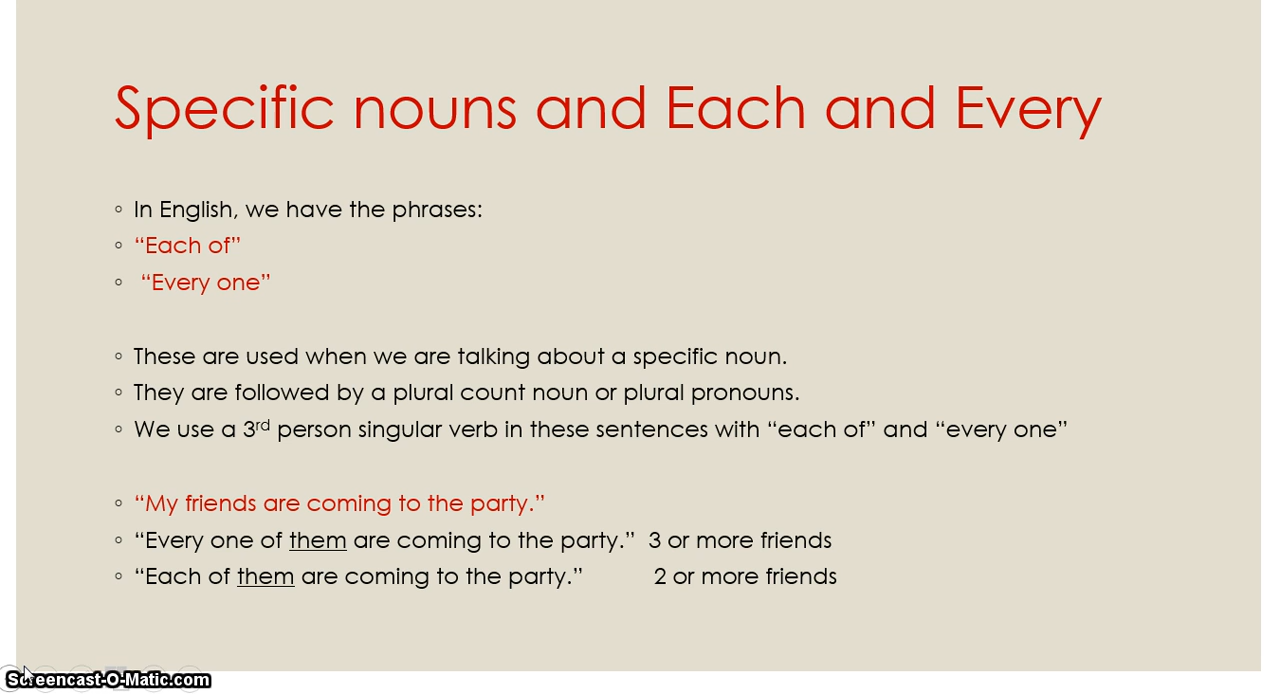 Specific nouns and Each and Every
◦ In English, we have the phrases:
◦ “Each of”
◦ “Every one”
◦ These are used when we are talking about a specific noun.
◦ They are followed by a plural count noun or plural pronouns.
◦ We use a 3rd person singular verb in these sentences with “each of” and “every one”
◦ “My friends are coming to the party.”
◦ “Every one of them are coming to the party.” 3 or more friends
◦ “Each of them are coming to the party.” 2 or more friends
Screencast-O-Matic.com